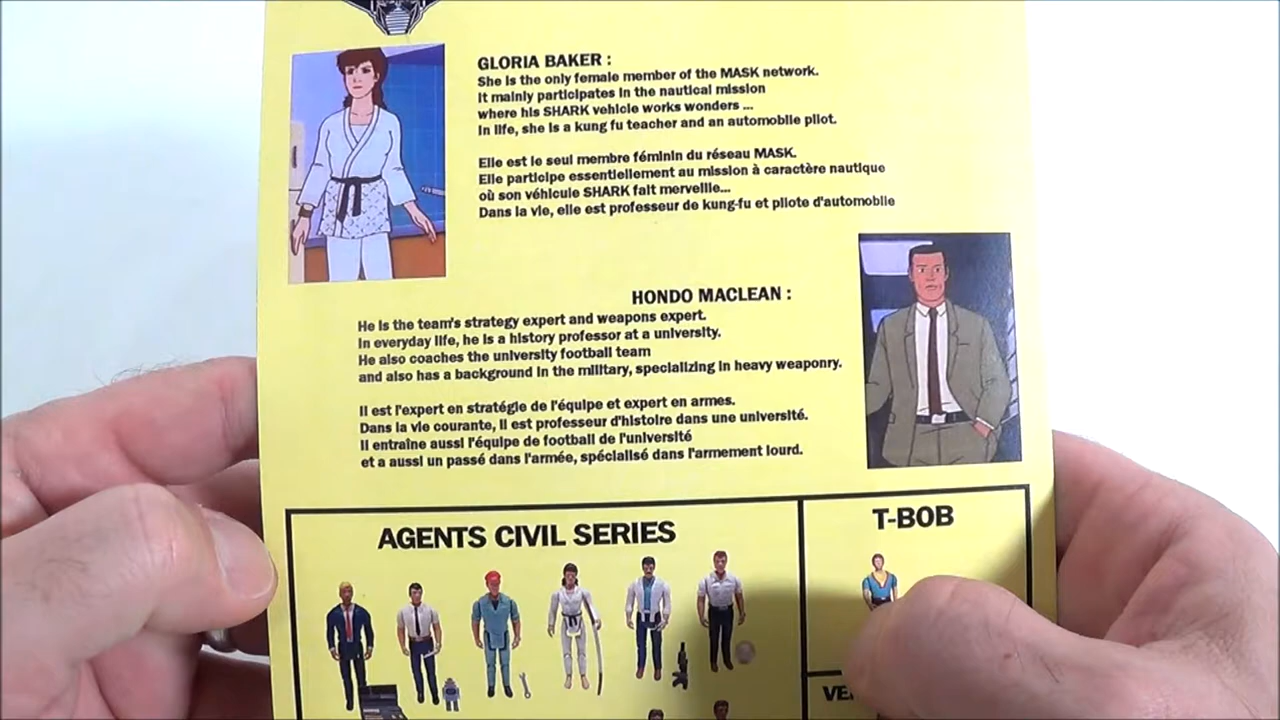 GLORIA BAKER :
She is the only female member of the MASK network.
It mainly participates in the nautical mission
where his SHARK vehicle works wonders ...
In life, she is a kung fu teacher and an automobile pilot.
Elle est le seul membre féminin du réseau MASK.
Elle participe essentiellement au mission à caractère nautique
où son véhicule SHARK fait merveille...
Dans la vie, elle est professeur de kung-fu et pilote d'automobile
HONDO MACLEAN :
He is the team's strategy expert and weapons expert.
In everyday life, he is a history professor at a university.
He also coaches the university football team
and also has a background in the military, specializing in heavy weaponry.
Il est l'expert en stratégie de l'équipe et expert en armes.
Dans la vie courante, il est professeur d'histoire dans une université.
Il entraîne aussi l'équipe de football de l'université
et a aussi un passé dans l'armée, spécialisé dans l'armement lourd.
AGENTS CIVIL SERIES
T-BOB